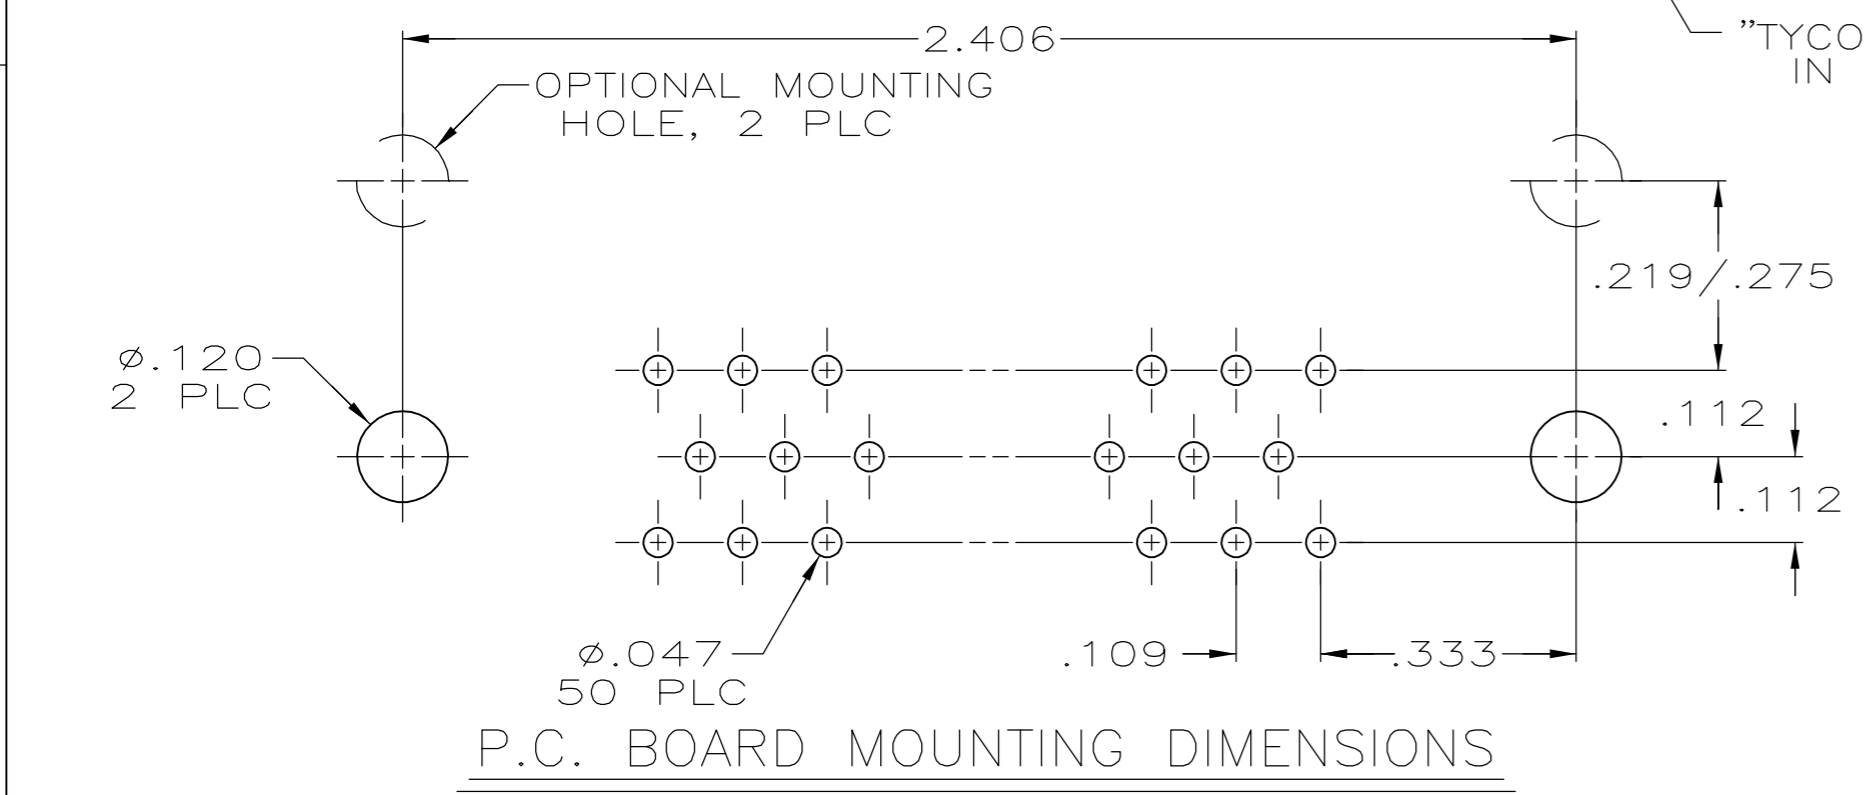 2.406
"TYCO
IN
OPTIONAL MOUNTING
HOLE, 2 PLC
.219/.275
ø.120
2 PLC
.112
.112
ø.047
50 PLC
.109
.333
P.C. BOARD MOUNTING DIMENSIONS